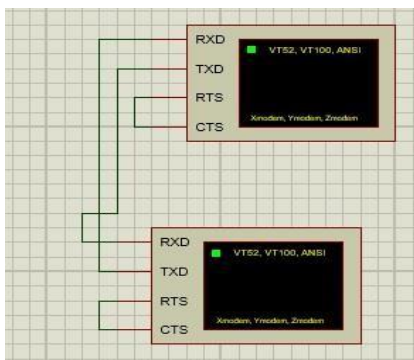 RXD
VT52, VT100, ANSI
TXD
RTS
Xmodem, Ymodem, Zmodem
CTS
RXD
VT52, VT100, ANSI
TXD
RTS
Xmodem, Ymodem, Zmodem
CTS